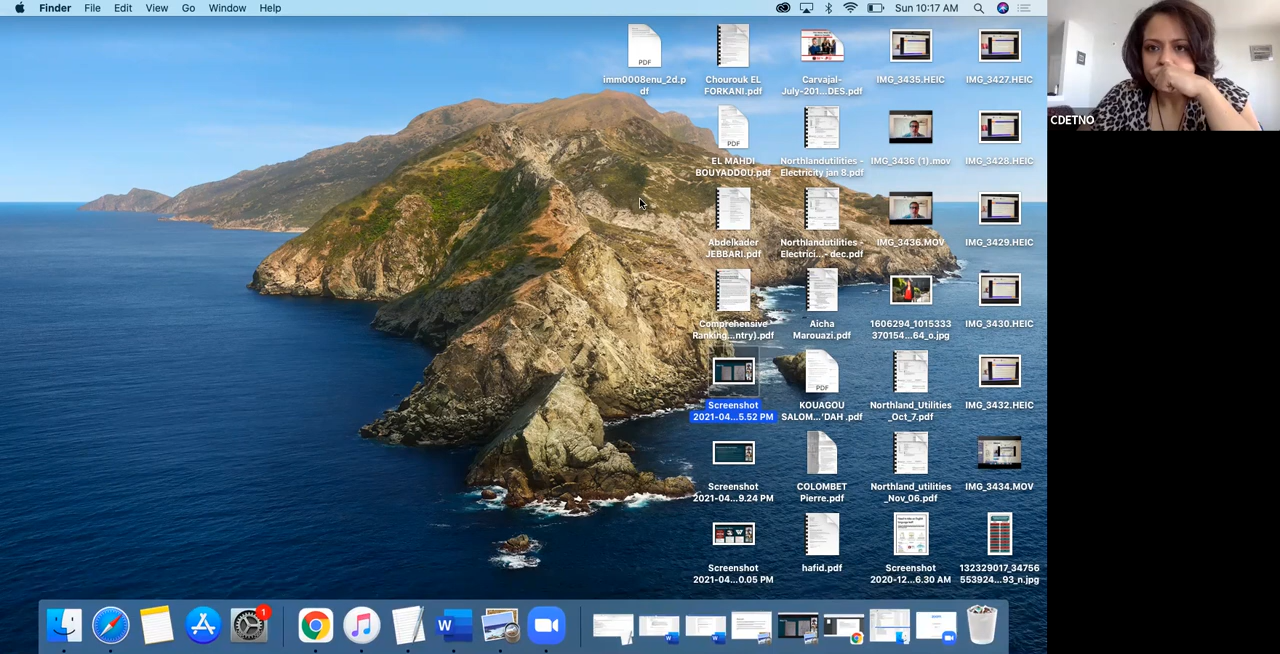 Finder File Edit View Go Window Help
Sun 10:17 AM
CDETNO
imm0008enu_2d.p
df
Chourouk EL
FORKANI.pdf
Carvajal-
July-201...DES.pdf
IMG_3435.HEIC
IMG_3427.HEIC
EL MAHDI
BOUYADDOU.pdf
Northlandutilities -
Electricity jan 8.pdf
IMG_3436 (1).mov
IMG_3428.HEIC
Abdelkader
JEBBARI.pdf
Northlandutilities -
Electrici...- dec.pdf
IMG_3436.MOV
IMG_3429.HEIC
Comprehensive
Ranking...ntry).pdf
Aicha
Marouazi.pdf
1606294_1015333
370154...64_o.jpg
IMG_3430.HEIC
Screenshot
2021-04...5.52 PM
KOUAGOU
SALOM...'DAH .pdf
Northland_Utilities
_Oct_7.pdf
IMG_3432.HEIC
Screenshot
2021-04...9.24 PM
COLOMBET
Pierre.pdf
Northland_utilities
_Nov_06.pdf
IMG_3434.MOV
Screenshot
2021-04...0.05 PM
hafid.pdf
Screenshot
2020-12...6.30 AM
132329017_34756
553924...93_n.jpg
PDF
PDF
PDF
1
W